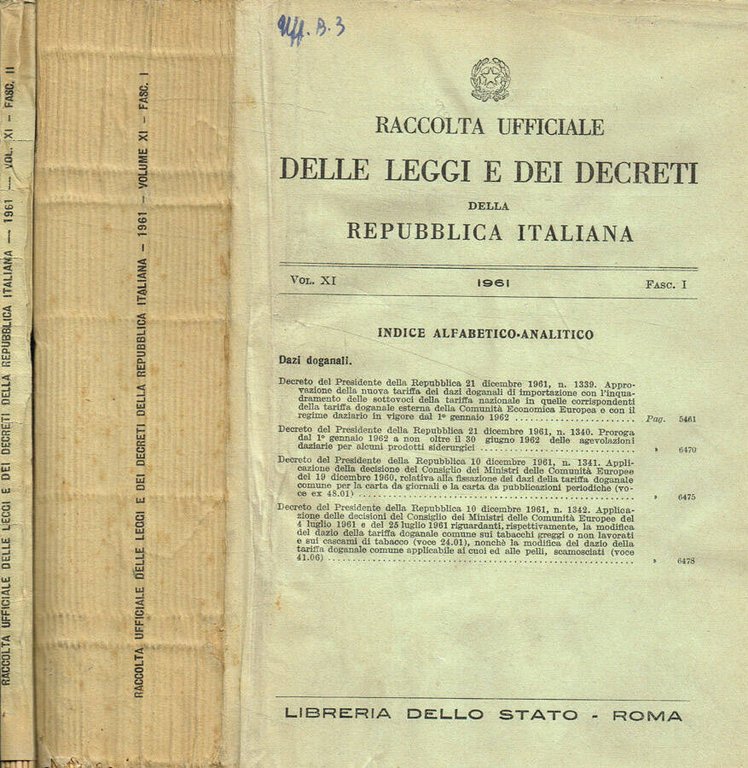 RACCOLTA UFFICIALE DELLE LEGGI E DEI DECRETI DELLA REPUBBLICA ITALIANA — 1961 — VOL. XI — FASC. II
RACCOLTA UFFICIALE DELLE LEGGI E DEI DECRETI DELLA REPUBBLICA ITALIANA — 1961 - VOLUME XI — FASC. I
Uff. B. 3
RACCOLTA UFFICIALE
DELLE LEGGI E DEI DECRETI
DELLA
REPUBBLICA ITALIANA
VOL. XI 1961 FASC. I
INDICE ALFABETICO-ANALITICO
Dazi doganali.
Decreto del Presidente della Repubblica 21 dicembre 1961, n. 1339. Appro-
vazione della nuova tariffa dei dazi doganali di importazione con l'inqua-
dramento delle sottovoci della tariffa nazionale in quelle corrispondenti
della tariffa doganale esterna della Comunità Economica Europea e con il
regime daziario in vigore dal 1° gennaio 1962 . . . . . . . . . . . . . . . Pag. 5461
Decreto del Presidente della Repubblica 21 dicembre 1961, n. 1340. Proroga
dal 1° gennaio 1962 a non oltre il 30 giugno 1962 delle agevolazioni
daziarie per alcuni prodotti siderurgici . . . . . . . . . . . . . . . » 6470
Decreto del Presidente della Repubblica 10 dicembre 1961, n. 1341. Appli-
cazione della decisione del Consiglio dei Ministri delle Comunità Europee
del 19 dicembre 1960, relativa alla fissazione dei dazi della tariffa doganale
comune per la carta da giornali e la carta da pubblicazioni periodiche (vo-
ce ex 48.01) . . . . . . . . . . . . . . . » 6475
Decreto del Presidente della Repubblica 10 dicembre 1961, n. 1342. Applica-
zione delle decisioni del Consiglio dei Ministri delle Comunità Europee del
4 luglio 1961 e del 25 luglio 1961 riguardanti, rispettivamente, la modifica
del dazio della tariffa doganale comune sui tabacchi greggi o non lavorati
e sui cascami di tabacco (voce 24.01), nonchè la modifica del dazio della
tariffa doganale comune applicabile ai cuoi ed alle pelli, scamosciati (voce
41.06) . . . . . . . . . . . . . . . » 6478
LIBRERIA DELLO STATO - ROMA